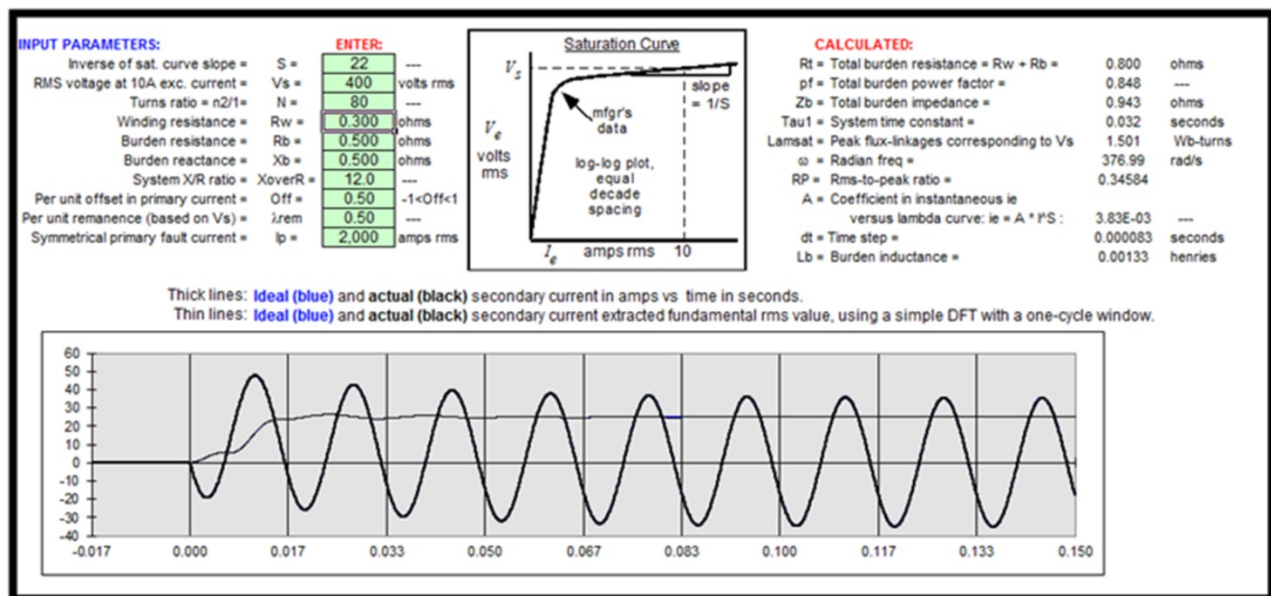 INPUT PARAMETERS: ENTER:
Inverse of sat. curve slope = S = 22 ---
RMS voltage at 10A exc. current = Vs = 400 volts rms
Turns ratio = n2/1= N = 80 ---
Winding resistance = Rw = 0.300 ohms
Burden resistance = Rb = 0.500 ohms
Burden reactance = Xb = 0.500 ohms
System X/R ratio = XoverR = 12.0 ---
Per unit offset in primary current = Off = 0.50 -1<Off<1
Per unit remanence (based on Vs) = λrem 0.50 ---
Symmetrical primary fault current = Ip = 2,000 amps rms
Saturation Curve
Vs
slope
= 1/S
mfgr's
data
Ve
volts
rms
log-log plot,
equal
decade
spacing
Ie amps rms 10
CALCULATED:
Rt = Total burden resistance = Rw + Rb = 0.800 ohms
pf = Total burden power factor = 0.848 ---
Zb = Total burden impedance = 0.943 ohms
Tau1 = System time constant = 0.032 seconds
Lamsat = Peak flux-linkages corresponding to Vs 1.501 Wb-turns
ω = Radian freq = 376.99 rad/s
RP = Rms-to-peak ratio = 0.34584
A = Coefficient in instantaneous ie
versus lambda curve: ie = A * l^S : 3.83E-03 ---
dt = Time step = 0.000083 seconds
Lb = Burden inductance = 0.00133 henries
Thick lines: Ideal (blue) and actual (black) secondary current in amps vs time in seconds.
Thin lines: Ideal (blue) and actual (black) secondary current extracted fundamental rms value, using a simple DFT with a one-cycle window.
60
50
40
30
20
10
0
-10
-20
-30
-40
-0.017 0.000 0.017 0.033 0.050 0.067 0.083 0.100 0.117 0.133 0.150